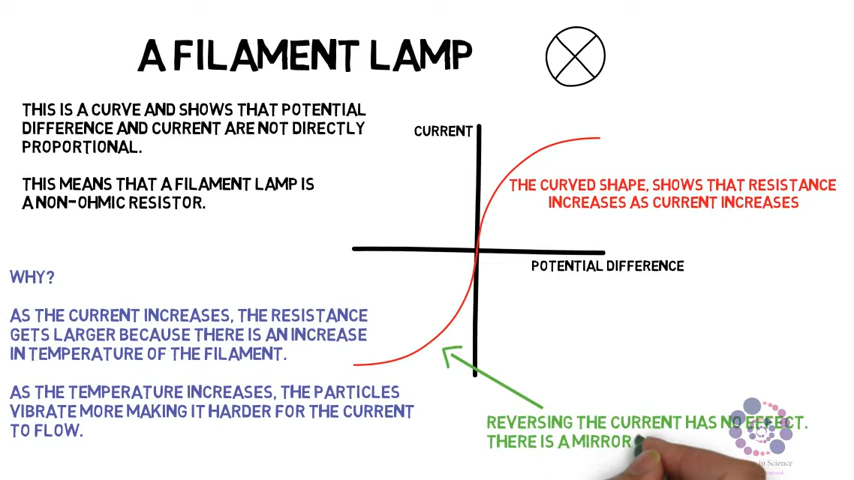 A FILAMENT LAMP
THIS IS A CURVE AND SHOWS THAT POTENTIAL
DIFFERENCE AND CURRENT ARE NOT DIRECTLY
PROPORTIONAL.
THIS MEANS THAT A FILAMENT LAMP IS
A NON-OHMIC RESISTOR.
CURRENT
THE CURVED SHAPE, SHOWS THAT RESISTANCE
INCREASES AS CURRENT INCREASES
POTENTIAL DIFFERENCE
WHY?
AS THE CURRENT INCREASES, THE RESISTANCE
GETS LARGER BECAUSE THERE IS AN INCREASE
IN TEMPERATURE OF THE FILAMENT.
AS THE TEMPERATURE INCREASES, THE PARTICLES
VIBRATE MORE MAKING IT HARDER FOR THE CURRENT
TO FLOW.
REVERSING THE CURRENT HAS NO EFFECT.
THERE IS A MIRROR
in Science